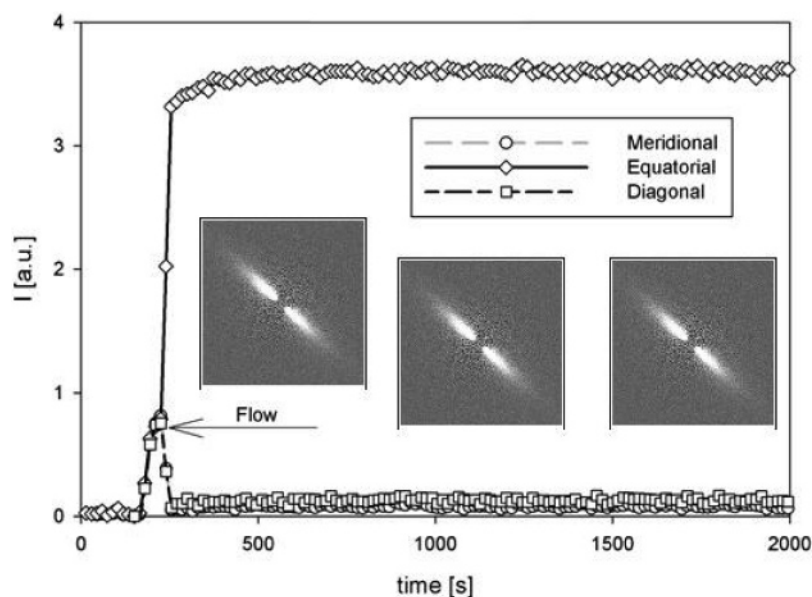 4
3
2
1
0
I [a.u.]
Meridional
Equatorial
Diagonal
Flow
0 500 1000 1500 2000
time [s]